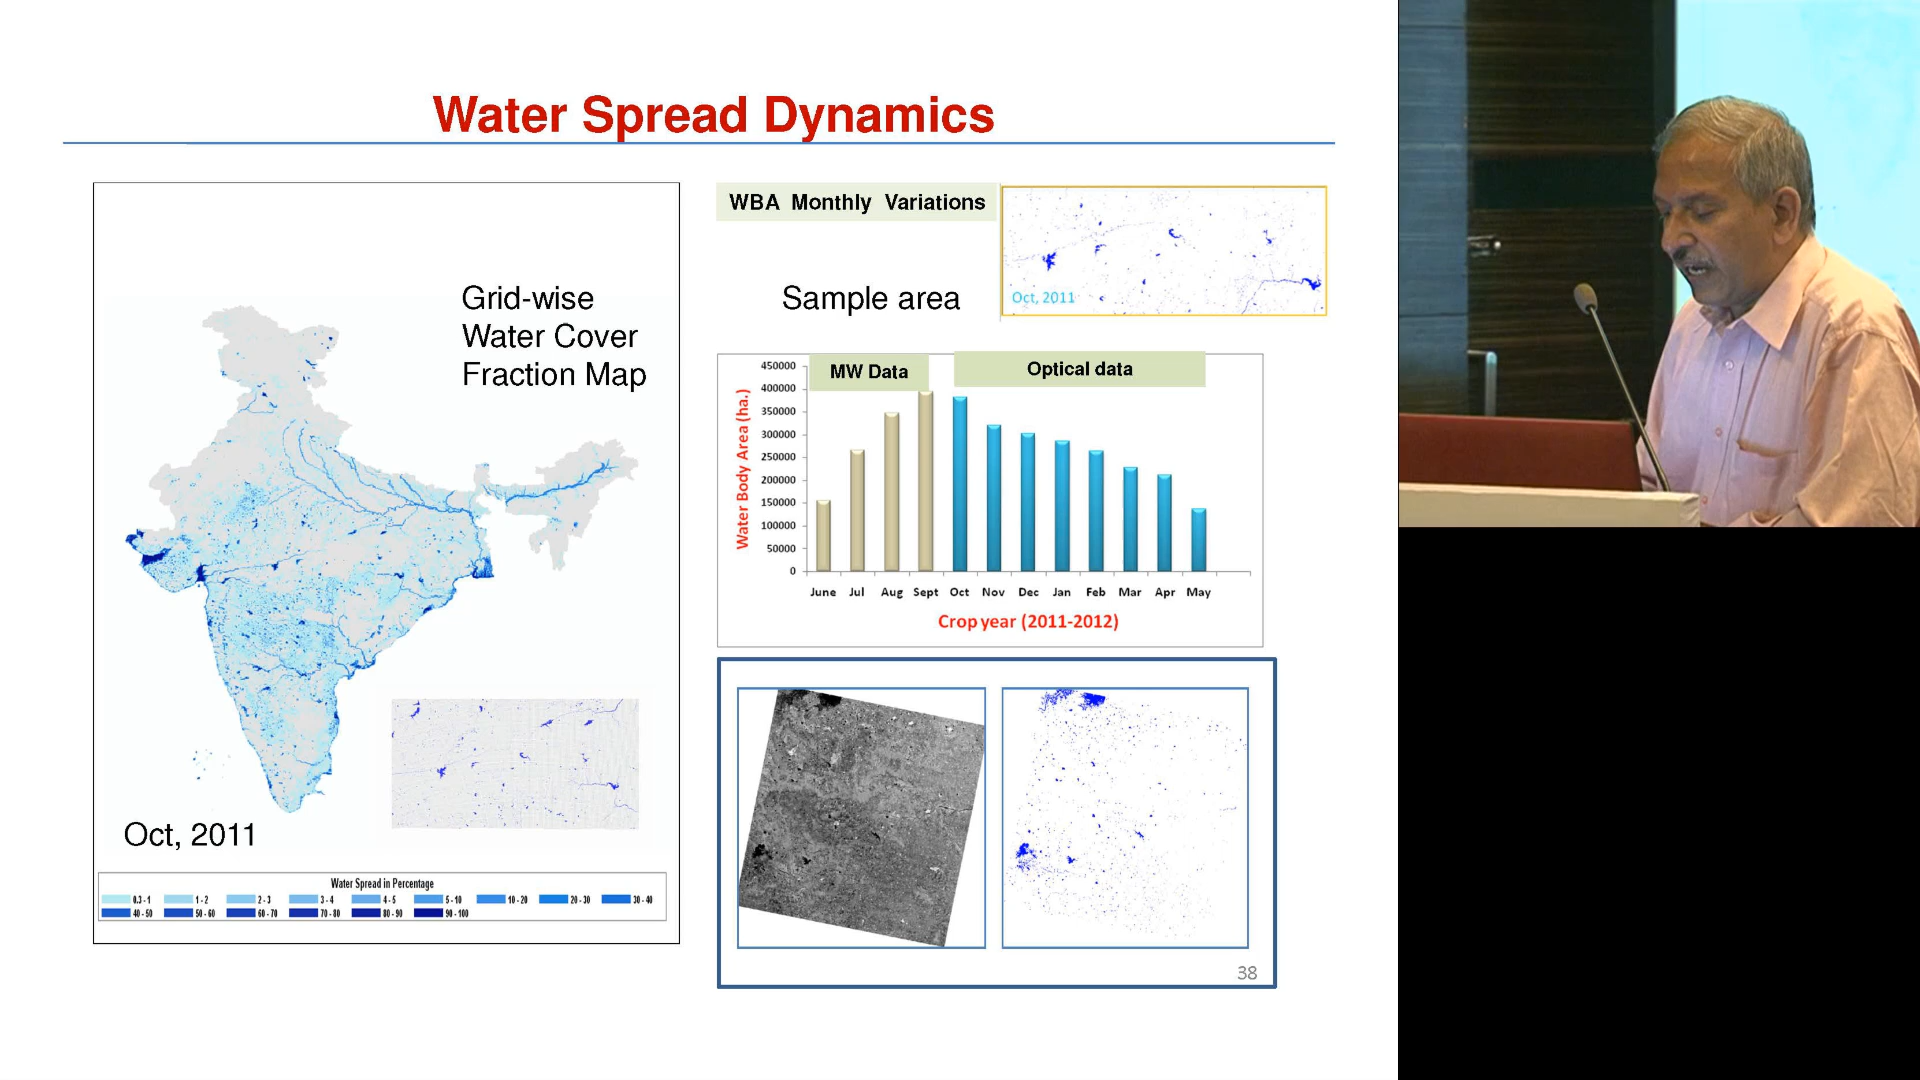 Water Spread Dynamics
Grid-wise
Water Cover
Fraction Map
Oct, 2011
Water Spread in Percentage
0.3 - 1 1 - 2 2 - 3 3 - 4 4 - 5 5 - 10 10 - 20 20 - 30 30 - 40
40 - 50 50 - 60 60 - 70 70 - 80 80 - 90 90 - 100
WBA Monthly Variations
Sample area
Oct, 2011
MW Data
Optical data
Water Body Area (ha.)
450000
400000
350000
300000
250000
200000
150000
100000
50000
0
June Jul Aug Sept Oct Nov Dec Jan Feb Mar Apr May
Crop year (2011-2012)
38